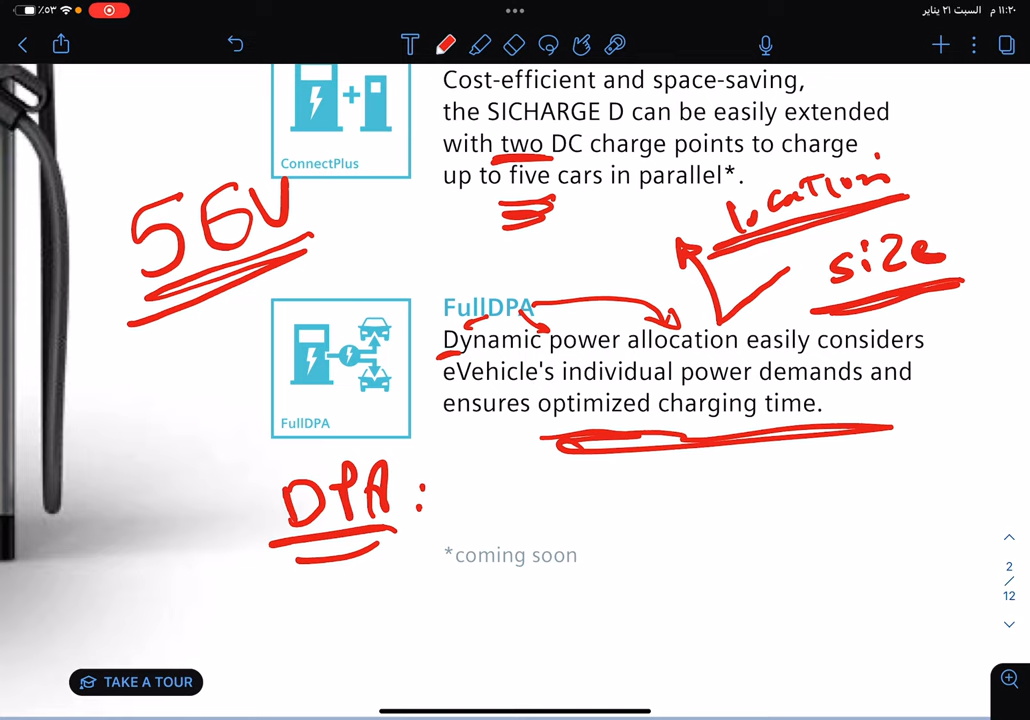 ١١:٢٠ م السبت ٢١ يناير
٪٥٣
Cost-efficient and space-saving,
the SICHARGE D can be easily extended
with two DC charge points to charge
up to five cars in parallel*.
ConnectPlus
location
size
FullDPA
Dynamic power allocation easily considers
eVehicle's individual power demands and
ensures optimized charging time.
FullDPA
DPA :
*coming soon
2
/
12
TAKE A TOUR